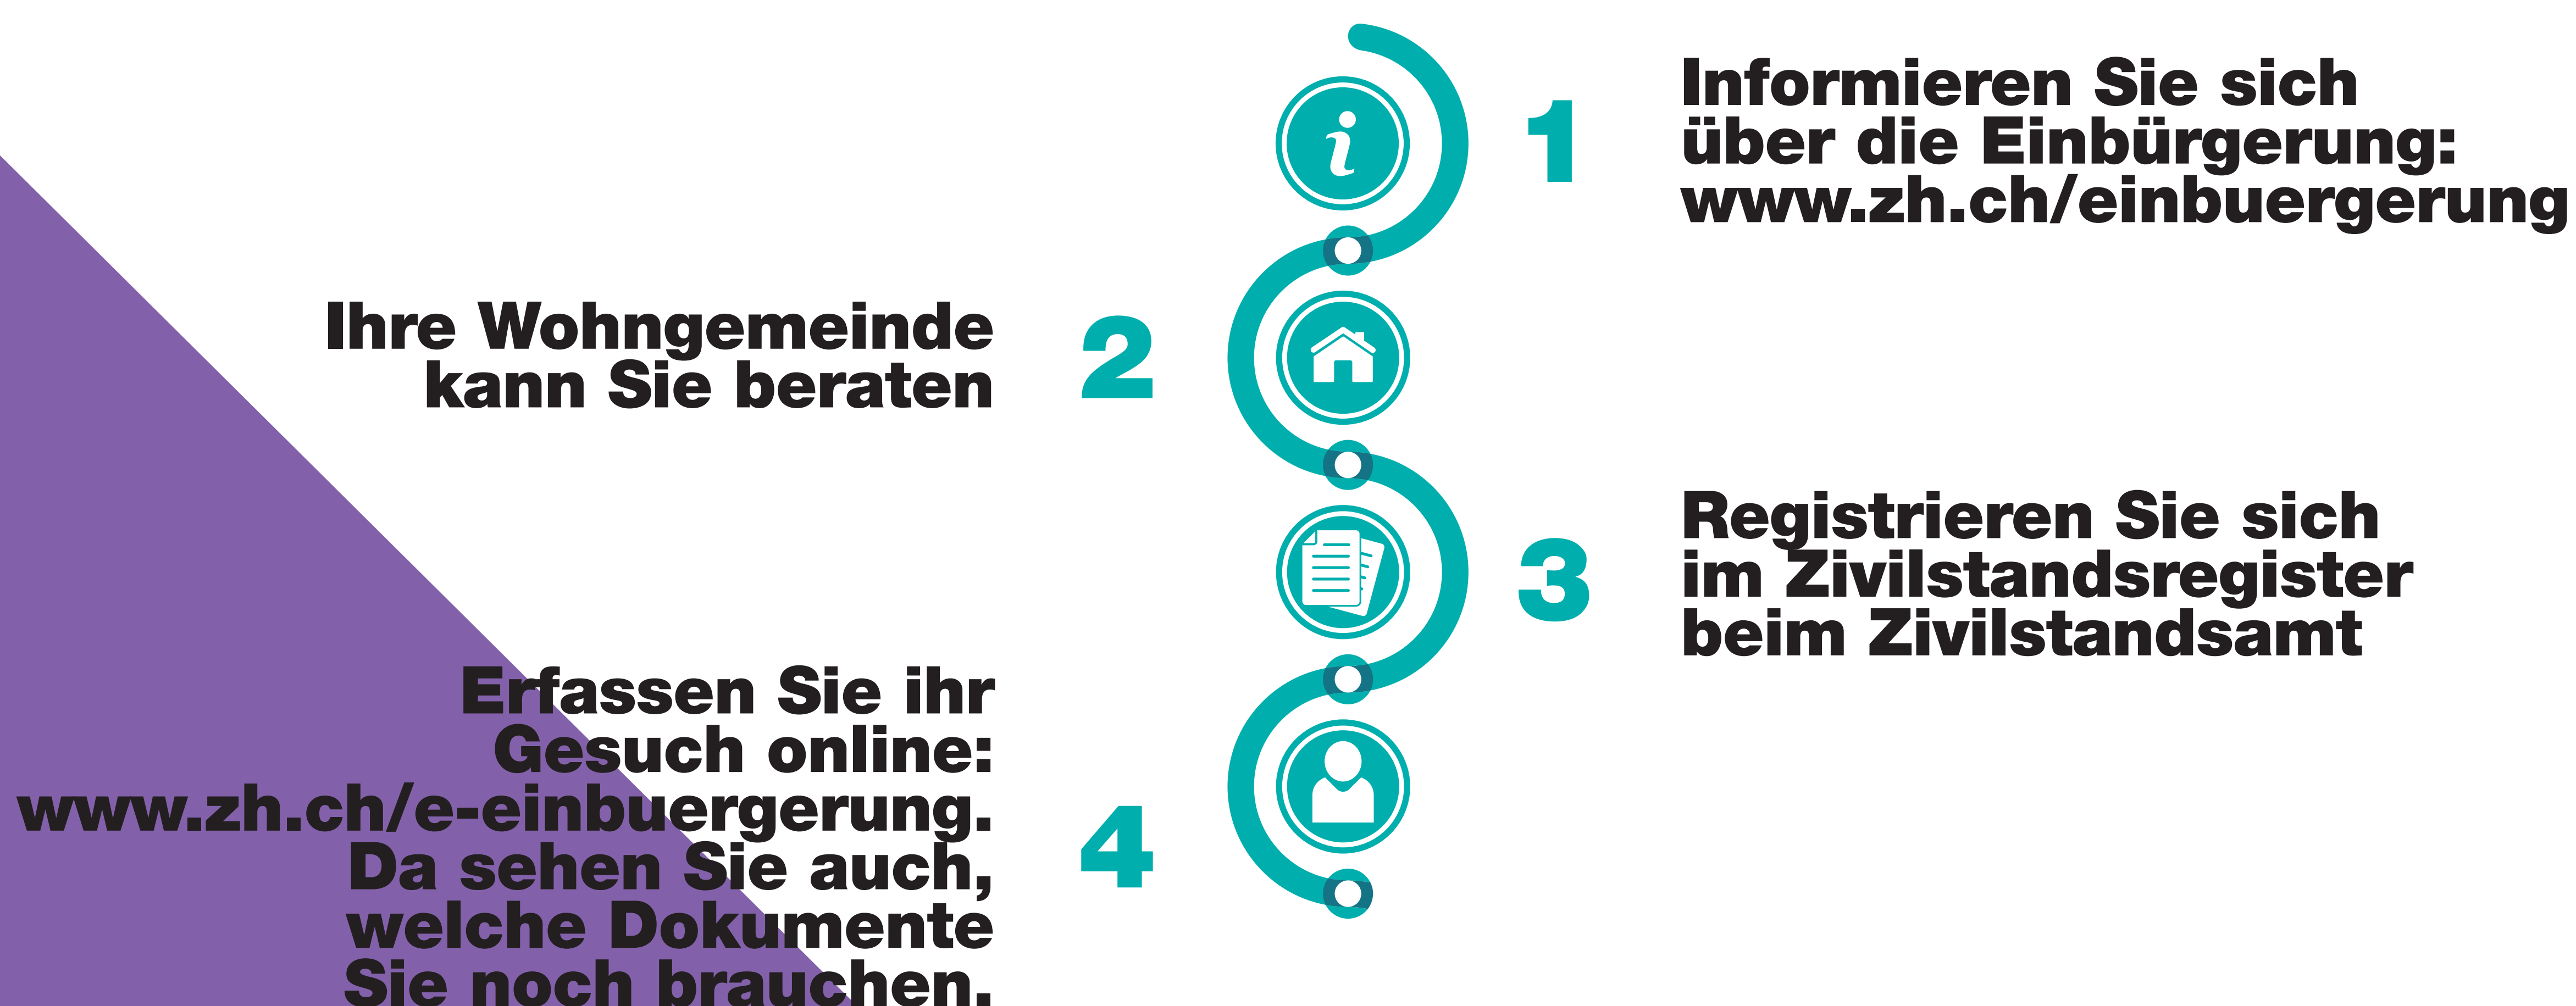 1
Informieren Sie sich
über die Einbürgerung:
www.zh.ch/einbuergerung
2
Ihre Wohngemeinde
kann Sie beraten
3
Registrieren Sie sich
im Zivilstandsregister
beim Zivilstandsamt
4
Erfassen Sie ihr
Gesuch online:
www.zh.ch/e-einbuergerung.
Da sehen Sie auch,
welche Dokumente
Sie noch brauchen.